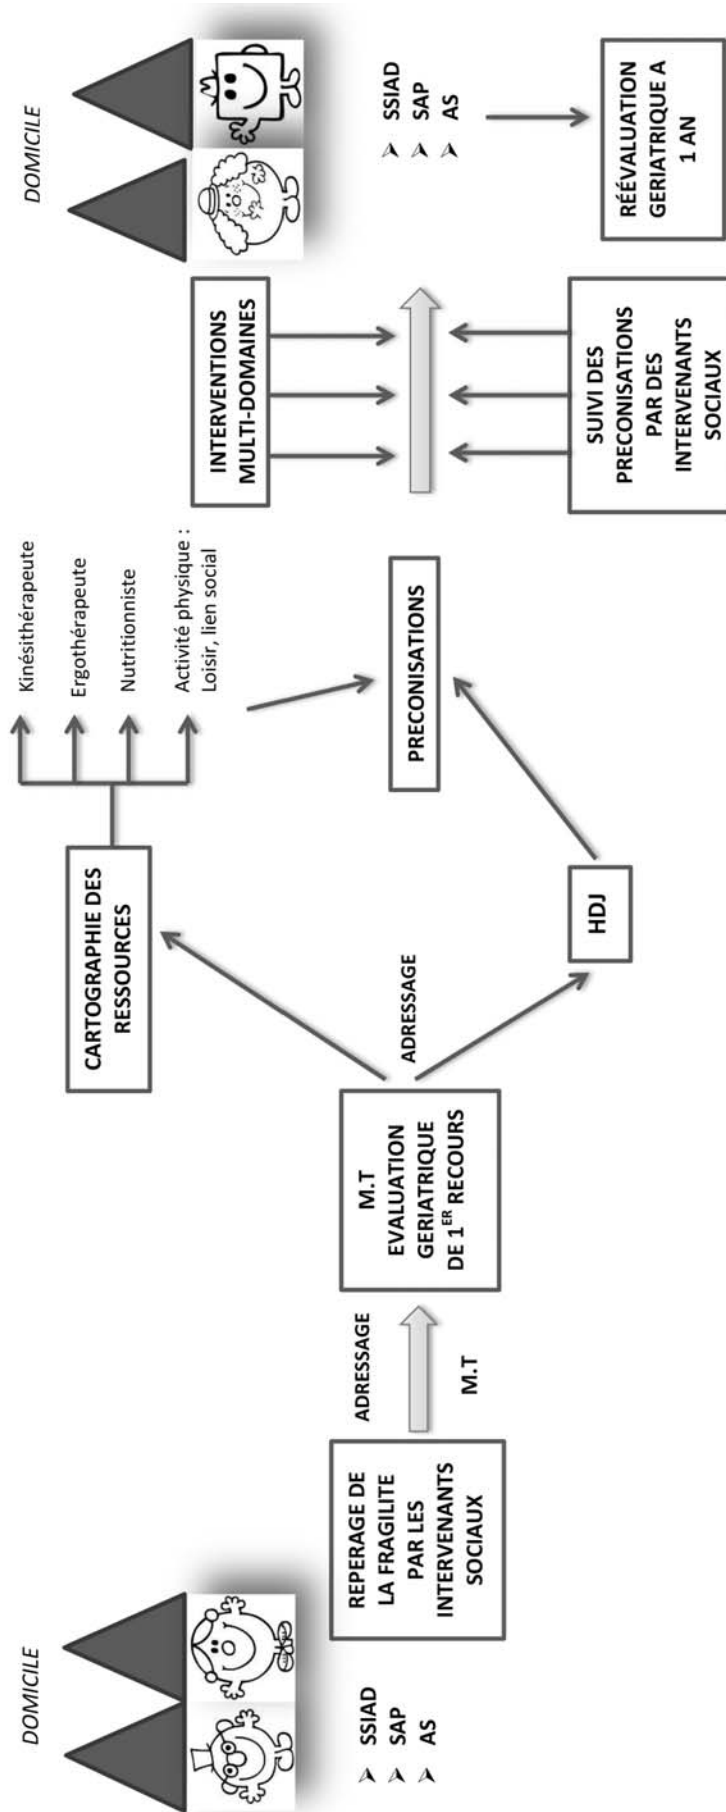 DOMICILE
SSIAD
SAP
AS
REPERAGE DE
LA FRAGILITE
PAR LES
INTERVENANTS
SOCIAUX
ADRESSAGE
M.T
M.T
EVALUATION
GERIATRIQUE
DE 1ER RECOURS
ADRESSAGE
CARTOGRAPHIE DES
RESSOURCES
Kinésithérapeute
Ergothérapeute
Nutritionniste
Activité physique :
Loisir, lien social
HDJ
PRECONISATIONS
INTERVENTIONS
MULTI-DOMAINES
SUIVI DES
PRECONISATIONS
PAR DES
INTERVENANTS
SOCIAUX
DOMICILE
SSIAD
SAP
AS
RÉÉVALUATION
GERIATRIQUE A
1 AN